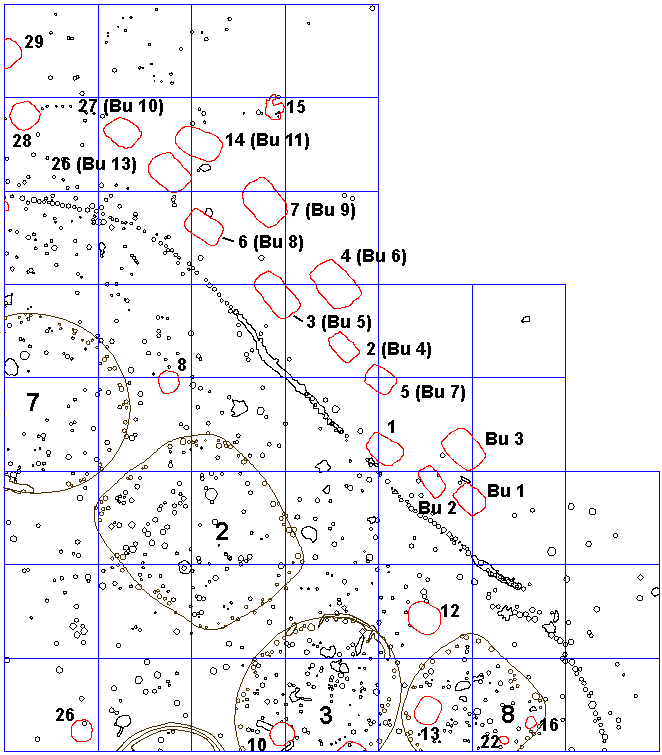 29
27 (Bu 10)
15
28
14 (Bu 11)
26 (Bu 13)
7 (Bu 9)
6 (Bu 8)
4 (Bu 6)
3 (Bu 5)
2 (Bu 4)
8
5 (Bu 7)
7
1
Bu 3
Bu 1
Bu 2
2
12
26
3
8
16
13
10
22